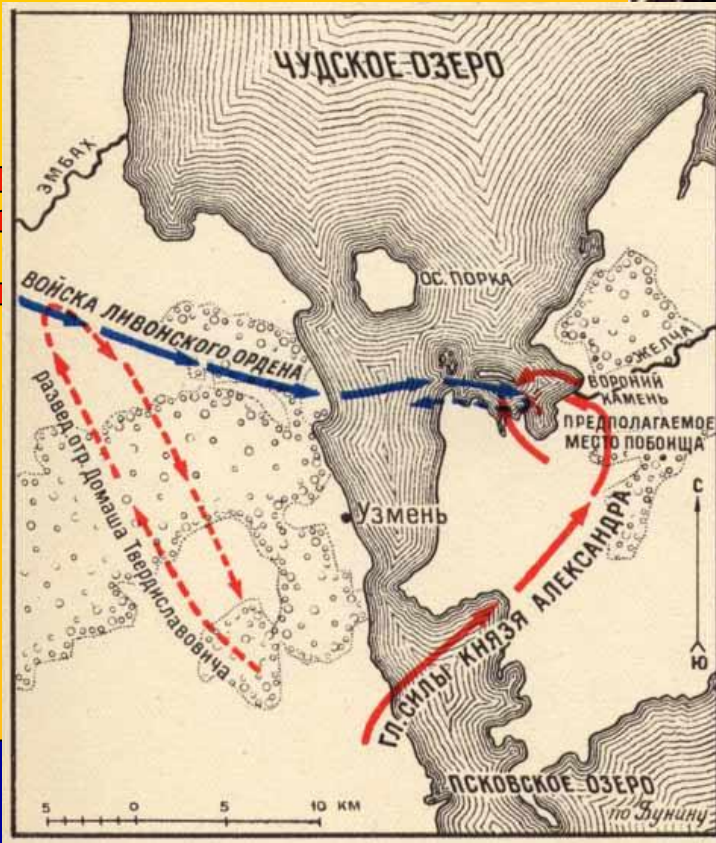 ЧУДСКОЕ ОЗЕРО
ЭМБАХ
ОС. ПОРКА
ВОЙСКА ЛИВОНСКОГО ОРДЕНА
ЖЕЛЧА
ВОРОНИЙ
КАМЕНЬ
ПРЕДПОЛАГАЕМОЕ
МЕСТО ПОБОИЩА
развед. отр. Домаша Твердиславовича
Узмень
С
Ю
ГЛ. СИЛЫ КНЯЗЯ АЛЕКСАНДРА
ПСКОВСКОЕ ОЗЕРО
5 0 5 10 КМ
по Бунину